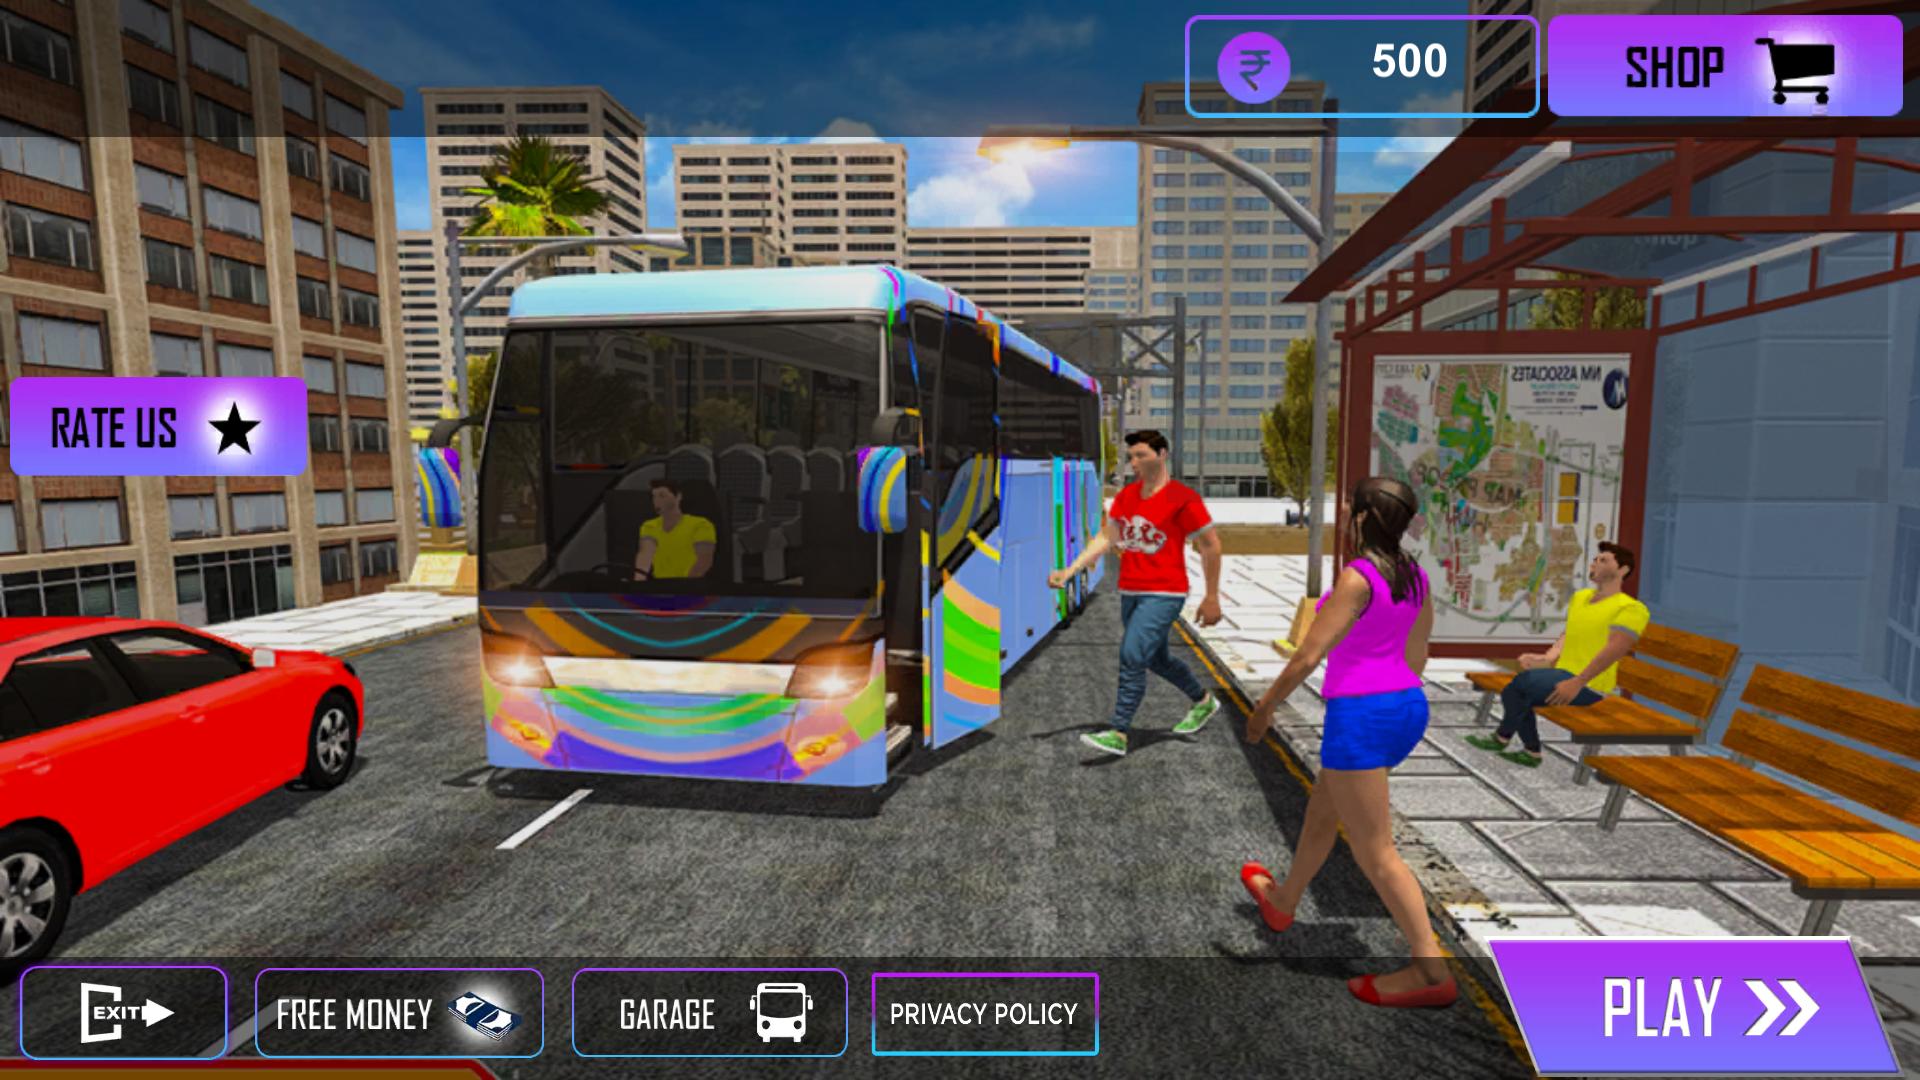 ₹ 500
SHOP
RATE US
NM ASSOCIATES
EXIT
FREE MONEY
GARAGE
PRIVACY POLICY
PLAY